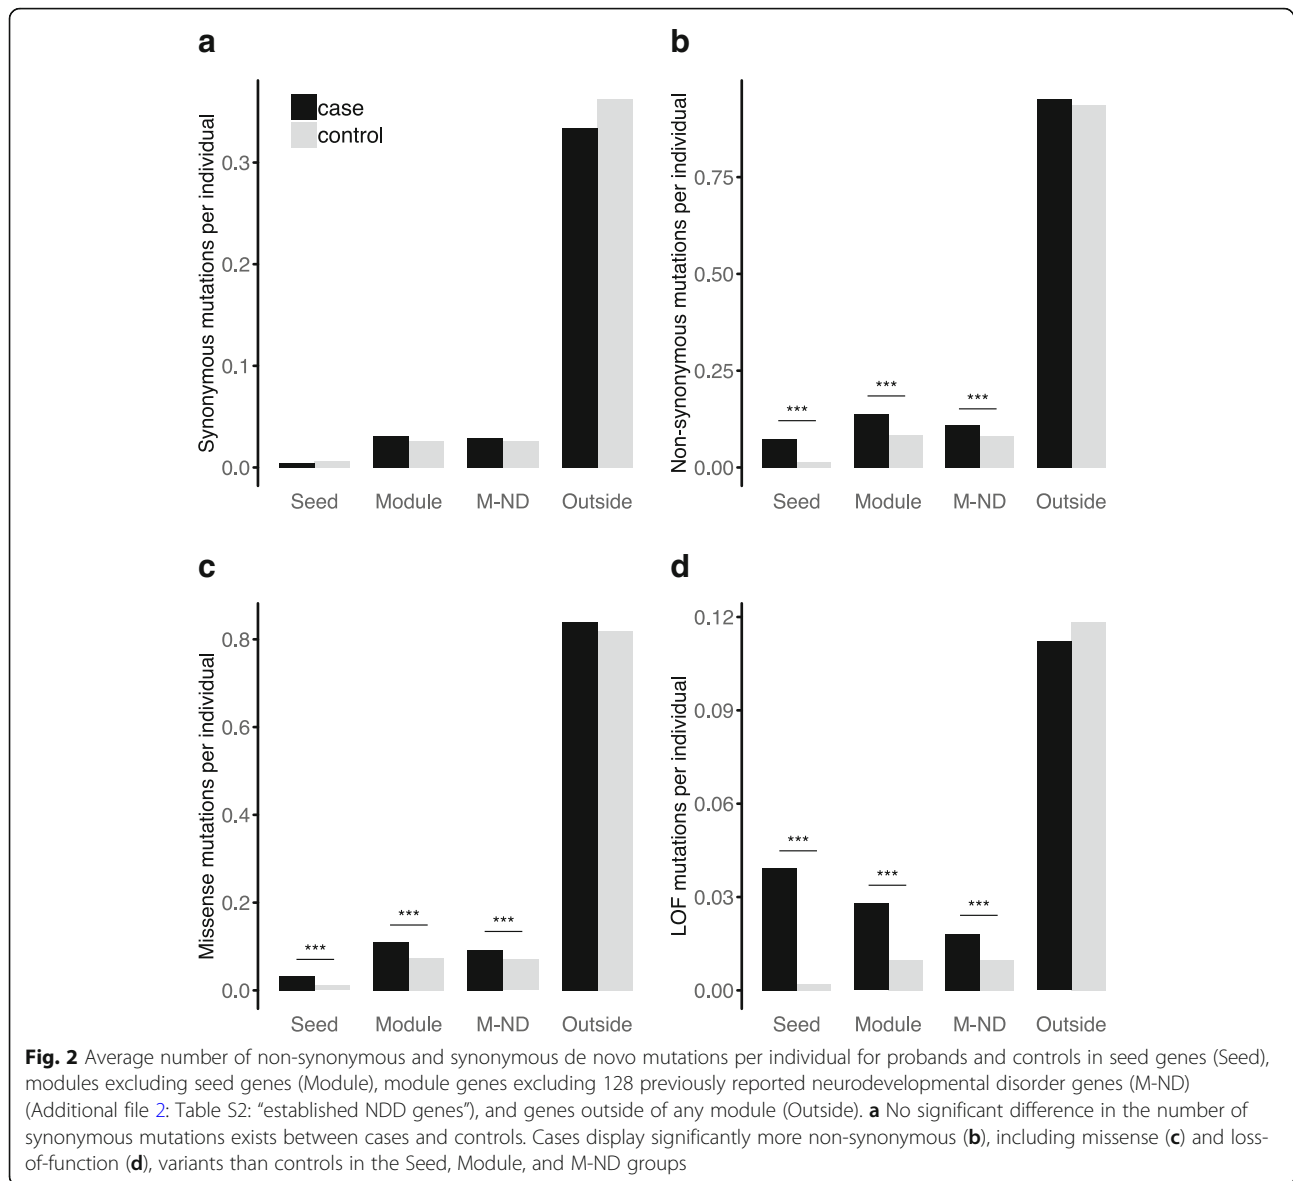 a
Synonymous mutations per individual
case
control
0.3
0.2
0.1
0.0
Seed Module M-ND Outside
b
Non-synonymous mutations per individual
0.75
0.50
0.25
0.00
***
***
***
Seed Module M-ND Outside
c
Missense mutations per individual
0.8
0.6
0.4
0.2
0.0
***
***
***
Seed Module M-ND Outside
d
LOF mutations per individual
0.12
0.09
0.06
0.03
0.00
***
***
***
Seed Module M-ND Outside
Fig. 2 Average number of non-synonymous and synonymous de novo mutations per individual for probands and controls in seed genes (Seed),
modules excluding seed genes (Module), module genes excluding 128 previously reported neurodevelopmental disorder genes (M-ND)
(Additional file 2: Table S2: “established NDD genes”), and genes outside of any module (Outside). a No significant difference in the number of
synonymous mutations exists between cases and controls. Cases display significantly more non-synonymous (b), including missense (c) and loss-
of-function (d), variants than controls in the Seed, Module, and M-ND groups